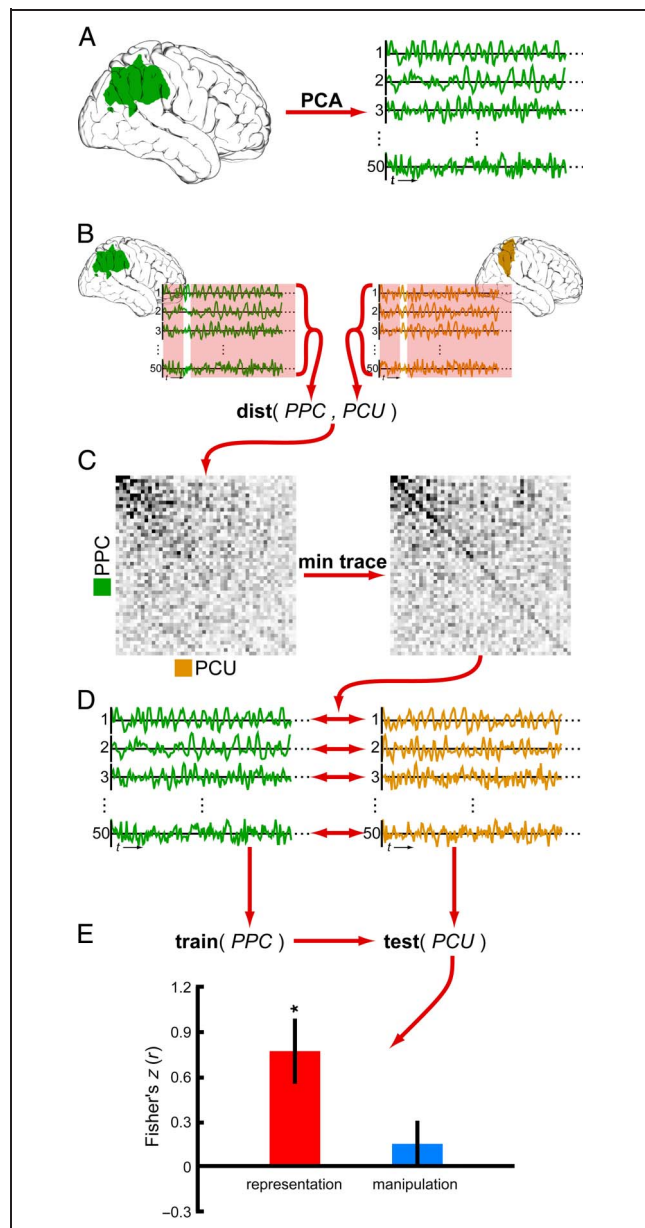 A
PCA
1
2
3
⋮ ⋮
50
t
B
1 1
2 2
3 3
⋮ ⋮ ⋮ ⋮
50 50
t t
dist( PPC , PCU )
C
PPC
min trace
PCU
D
1 1
2 2
3 3
⋮ ⋮ ⋮ ⋮
50 50
t t
E
train( PPC ) test( PCU )
1.2
0.9
0.6
0.3
0
−0.3
Fisher's z (r)
*
representation manipulation